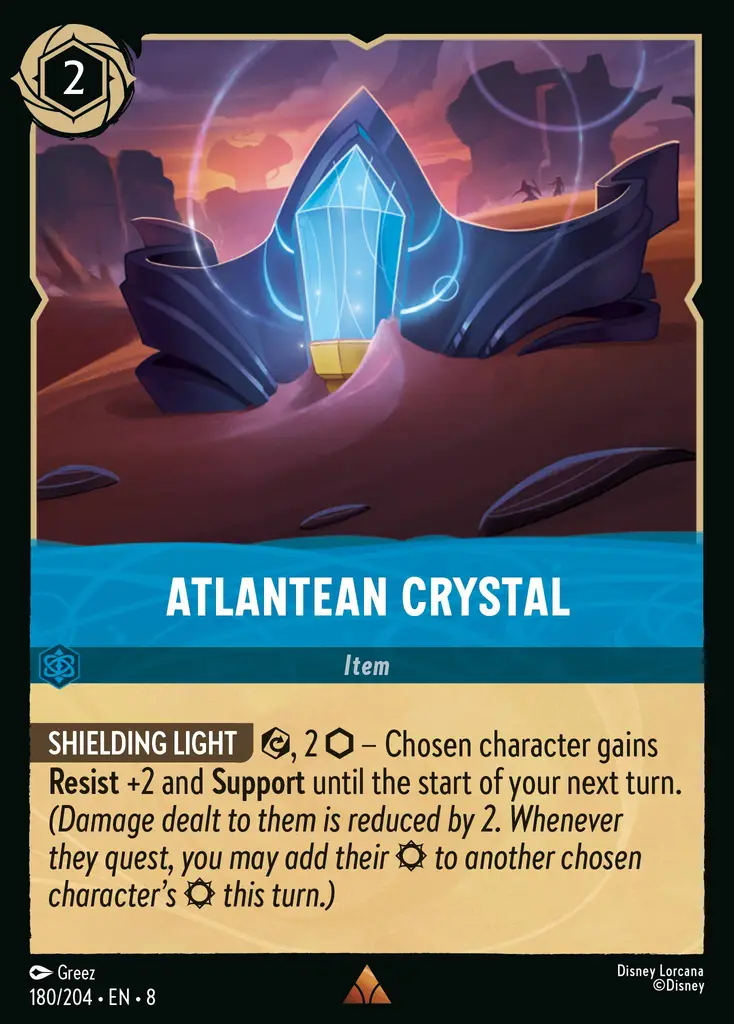 2
ATLANTEAN CRYSTAL
Item
SHIELDING LIGHT ⟳, 2 ⬡ – Chosen character gains
Resist +2 and Support until the start of your next turn.
(Damage dealt to them is reduced by 2. Whenever
they quest, you may add their ¤ to another chosen
character's ¤ this turn.)
Greez
Disney Lorcana
180/204 • EN • 8
©Disney